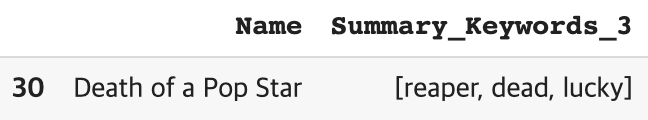 Name Summary_Keywords_3
30 Death of a Pop Star [reaper, dead, lucky]